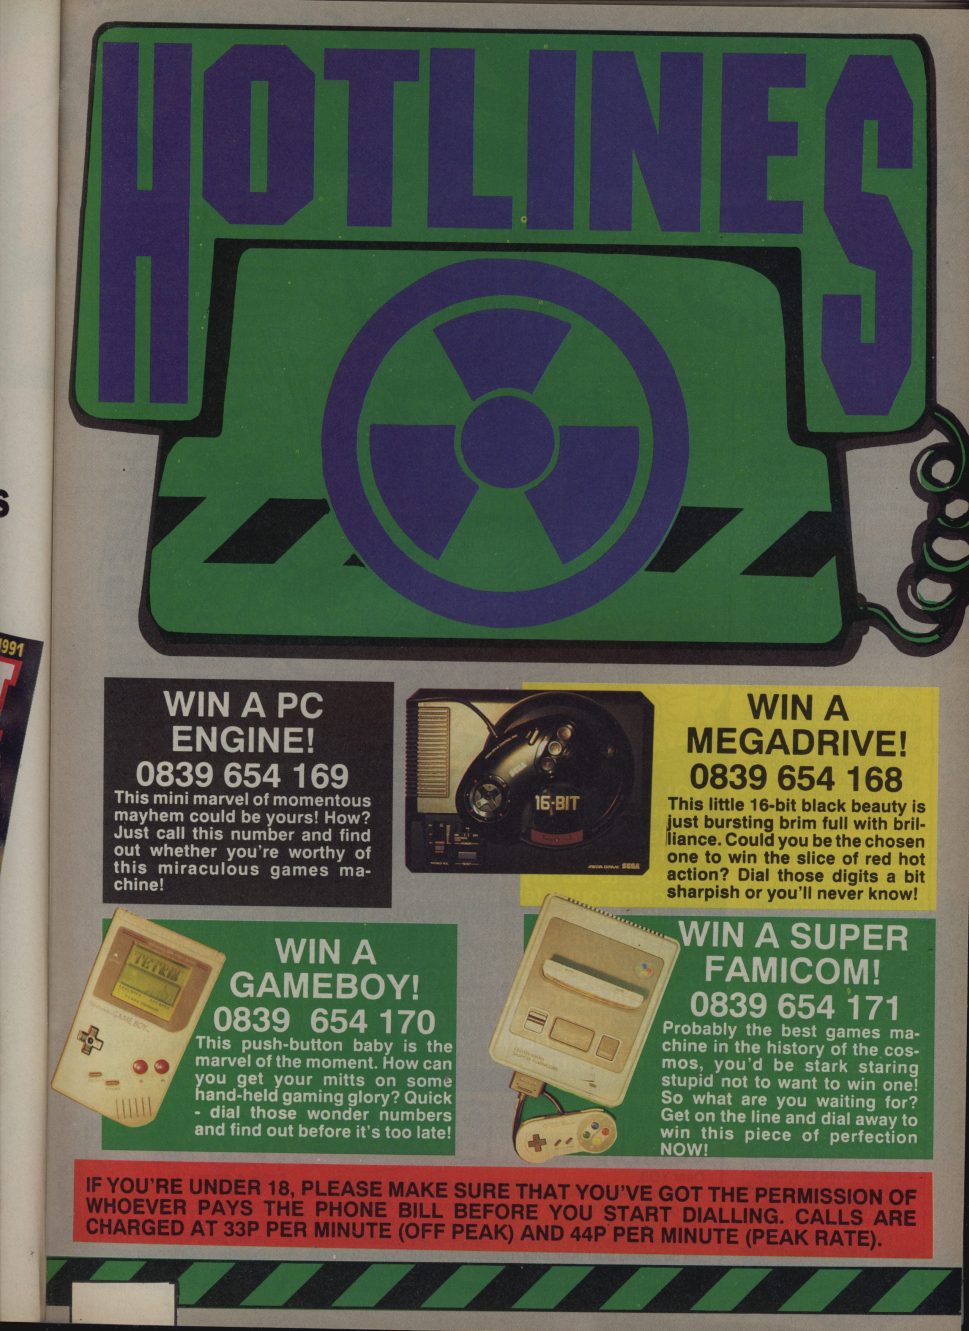 HOTLINES
S
1991
WIN A PC
ENGINE!
0839 654 169
This mini marvel of momentous
mayhem could be yours! How?
Just call this number and find
out whether you're worthy of
this miraculous games ma-
chine!
16-BIT
MEGA DRIVE SEGA
WIN A
MEGADRIVE!
0839 654 168
This little 16-bit black beauty is
just bursting brim full with bril-
liance. Could you be the chosen
one to win the slice of red hot
action? Dial those digits a bit
sharpish or you'll never know!
TETRIS
GAME BOY
WIN A
GAMEBOY!
0839 654 170
This push-button baby is the
marvel of the moment. How can
you get your mitts on some
hand-held gaming glory? Quick
- dial those wonder numbers
and find out before it's too late!
WIN A SUPER
FAMICOM!
0839 654 171
Probably the best games ma-
chine in the history of the cos-
mos, you'd be stark staring
stupid not to want to win one!
So what are you waiting for?
Get on the line and dial away to
win this piece of perfection
NOW!
IF YOU'RE UNDER 18, PLEASE MAKE SURE THAT YOU'VE GOT THE PERMISSION OF
WHOEVER PAYS THE PHONE BILL BEFORE YOU START DIALLING. CALLS ARE
CHARGED AT 33P PER MINUTE (OFF PEAK) AND 44P PER MINUTE (PEAK RATE).